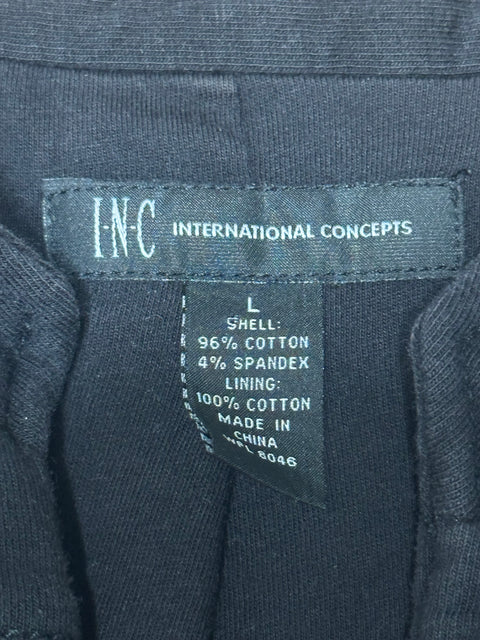 I·N·C INTERNATIONAL CONCEPTS
L
SHELL:
96% COTTON
4% SPANDEX
LINING:
100% COTTON
MADE IN
CHINA
WPL 8046